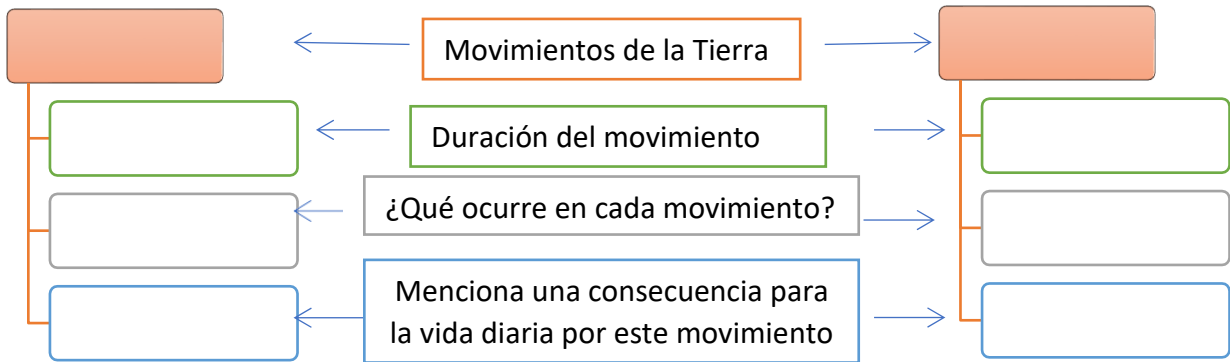 Movimientos de la Tierra
Duración del movimiento
¿Qué ocurre en cada movimiento?
Menciona una consecuencia para
la vida diaria por este movimiento